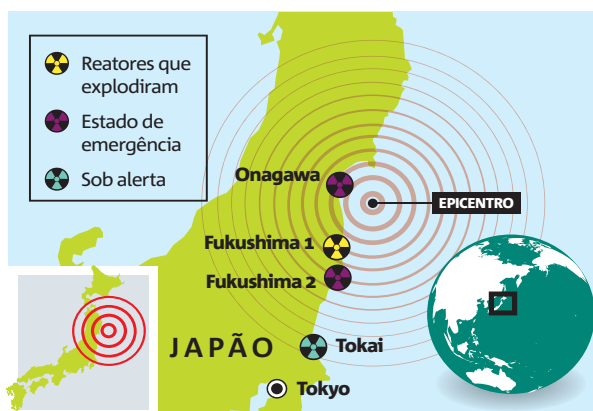 Reatores que
explodiram
Estado de
emergência
Sob alerta
Onagawa
EPICENTRO
Fukushima 1
Fukushima 2
JAPÃO
Tokai
Tokyo